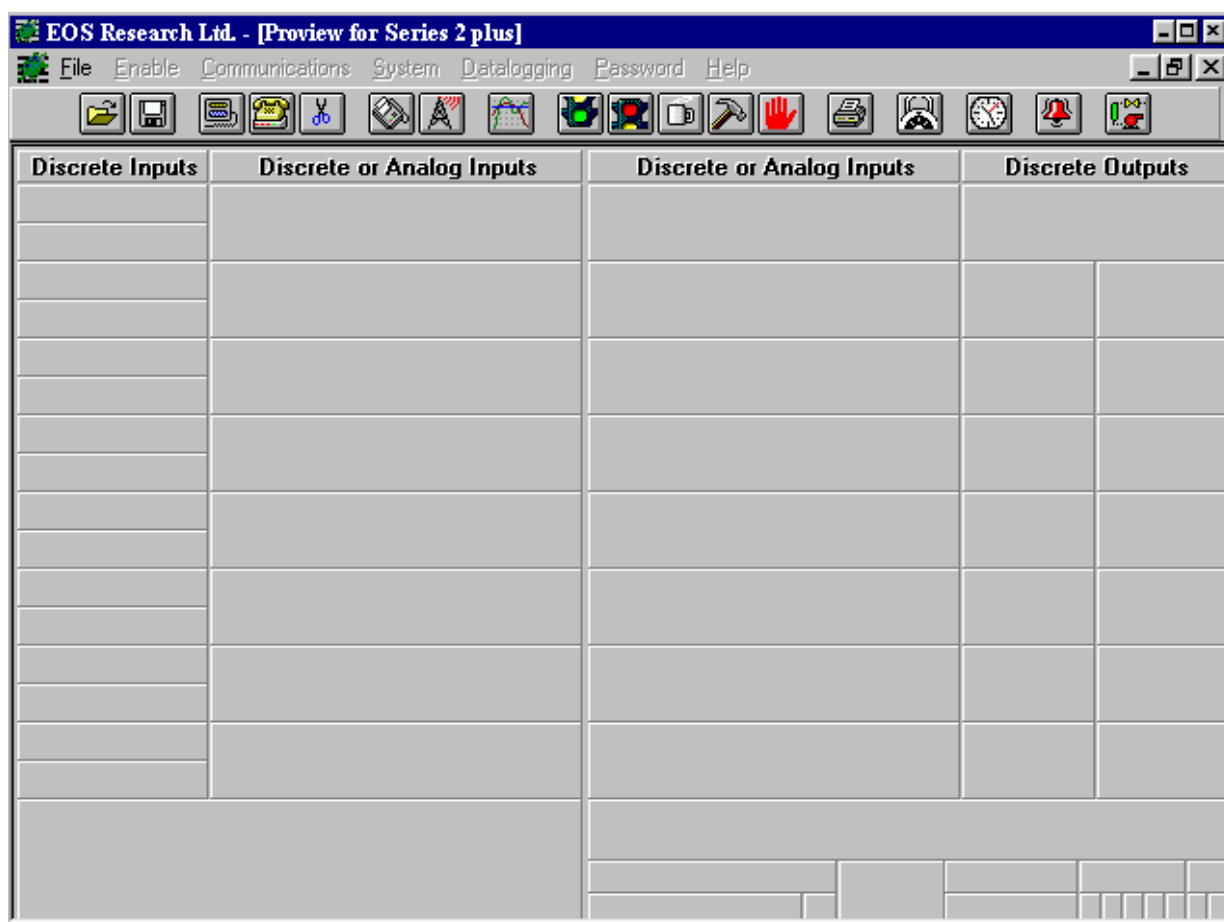 EOS Research Ltd. - [Proview for Series 2 plus]
File Enable Communications System Datalogging Password Help
Discrete Inputs Discrete or Analog Inputs Discrete or Analog Inputs Discrete Outputs